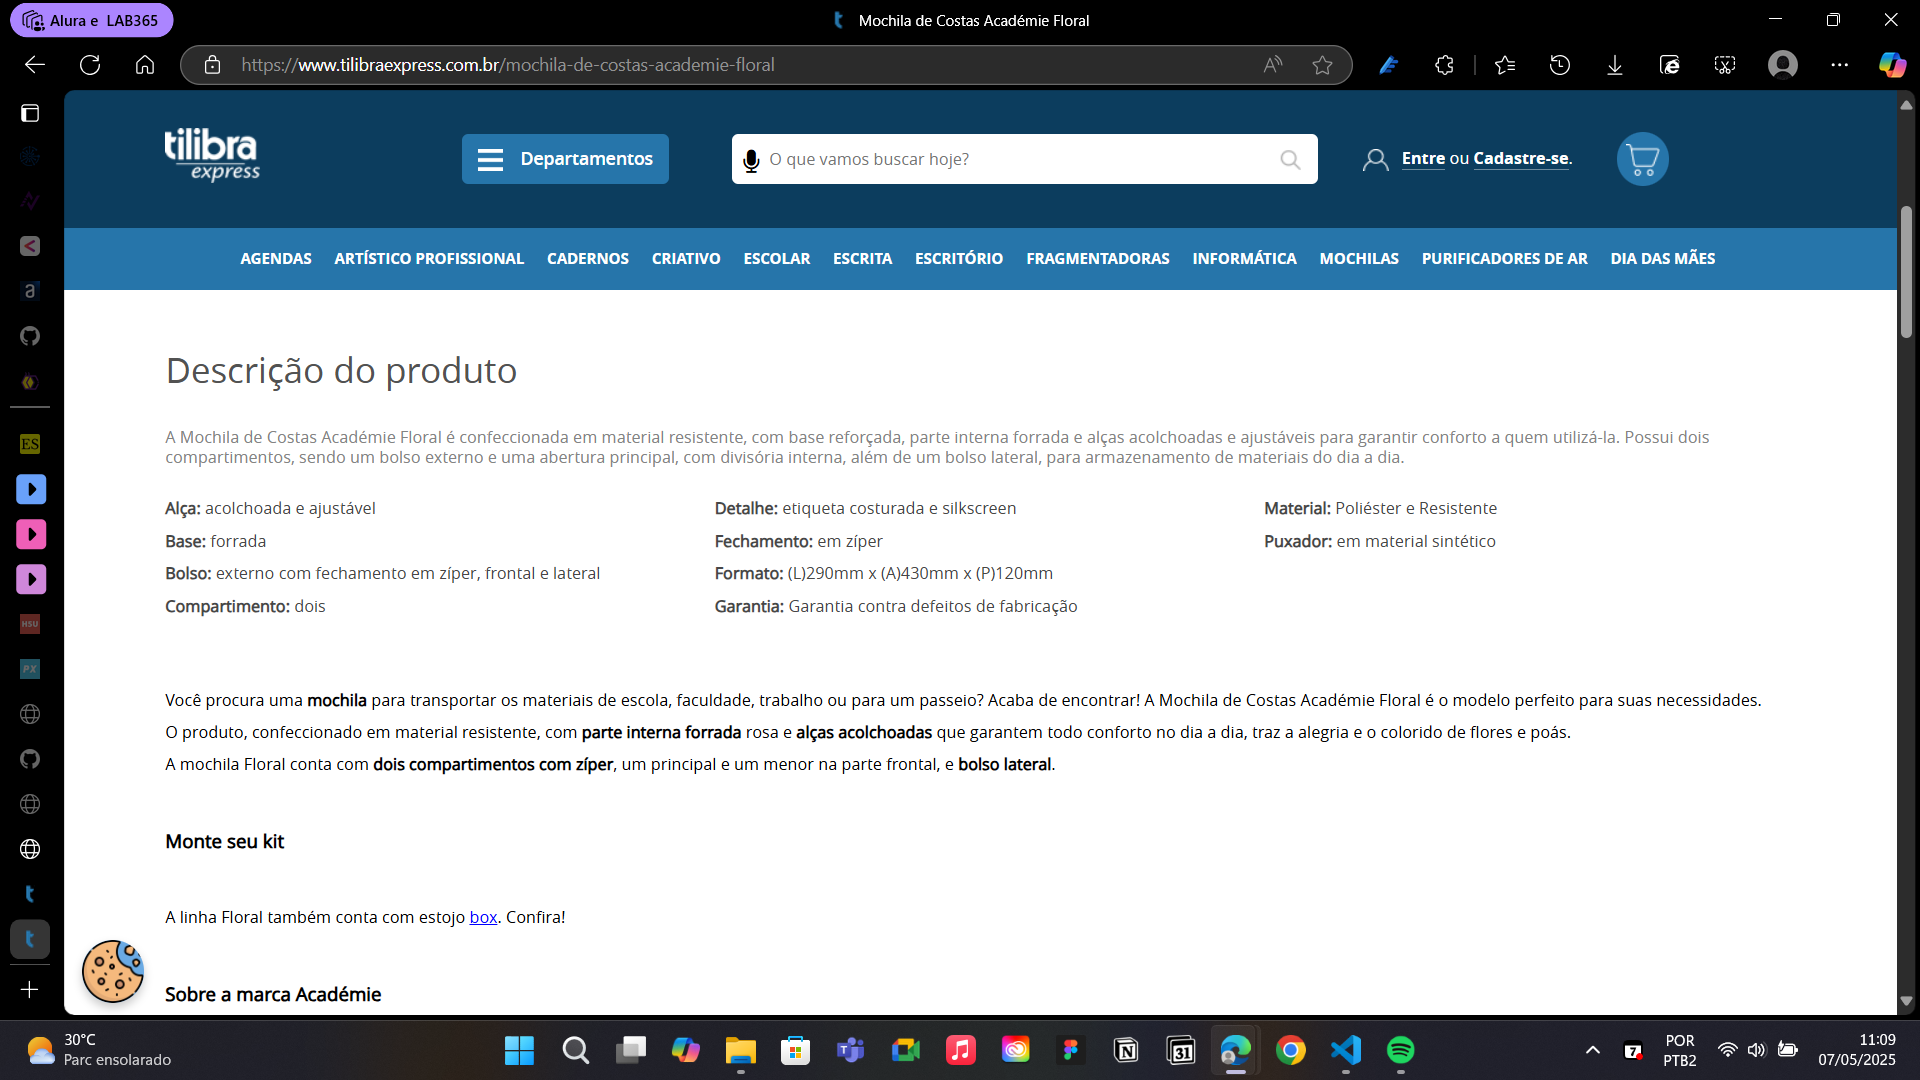 Alura e LAB365
Mochila de Costas Académie Floral
https://www.tilibraexpress.com.br/mochila-de-costas-academie-floral
tilibra
express
Departamentos
O que vamos buscar hoje?
Entre ou Cadastre-se.
AGENDAS ARTÍSTICO PROFISSIONAL CADERNOS CRIATIVO ESCOLAR ESCRITA ESCRITÓRIO FRAGMENTADORAS INFORMÁTICA MOCHILAS PURIFICADORES DE AR DIA DAS MÃES
Descrição do produto
A Mochila de Costas Académie Floral é confeccionada em material resistente, com base reforçada, parte interna forrada e alças acolchoadas e ajustáveis para garantir conforto a quem utilizá-la. Possui dois
compartimentos, sendo um bolso externo e uma abertura principal, com divisória interna, além de um bolso lateral, para armazenamento de materiais do dia a dia.
Alça: acolchoada e ajustável
Base: forrada
Bolso: externo com fechamento em zíper, frontal e lateral
Compartimento: dois
Detalhe: etiqueta costurada e silkscreen
Fechamento: em zíper
Formato: (L)290mm x (A)430mm x (P)120mm
Garantia: Garantia contra defeitos de fabricação
Material: Poliéster e Resistente
Puxador: em material sintético
Você procura uma mochila para transportar os materiais de escola, faculdade, trabalho ou para um passeio? Acaba de encontrar! A Mochila de Costas Académie Floral é o modelo perfeito para suas necessidades.
O produto, confeccionado em material resistente, com parte interna forrada rosa e alças acolchoadas que garantem todo conforto no dia a dia, traz a alegria e o colorido de flores e poás.
A mochila Floral conta com dois compartimentos com zíper, um principal e um menor na parte frontal, e bolso lateral.
Monte seu kit
A linha Floral também conta com estojo box. Confira!
Sobre a marca Académie
a
ES
HSU
PX
t
t
30°C
Parc ensolarado
31
7
POR
PTB2
11:09
07/05/2025